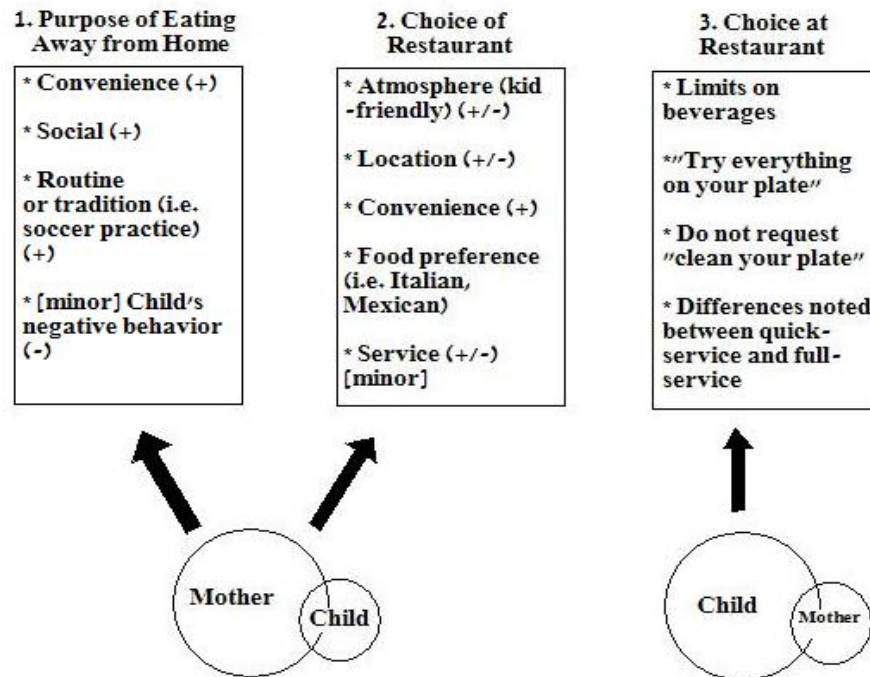 1. Purpose of Eating
Away from Home
* Convenience (+)
* Social (+)
* Routine
or tradition (i.e.
soccer practice)
(+)
* [minor] Child's
negative behavior
(-)
2. Choice of
Restaurant
* Atmosphere (kid
-friendly) (+/-)
* Location (+/-)
* Convenience (+)
* Food preference
(i.e. Italian,
Mexican)
* Service (+/-)
[minor]
3. Choice at
Restaurant
* Limits on
beverages
*"Try everything
on your plate"
* Do not request
"clean your plate"
* Differences noted
between quick-
service and full-
service
Mother
Child
Child
Mother